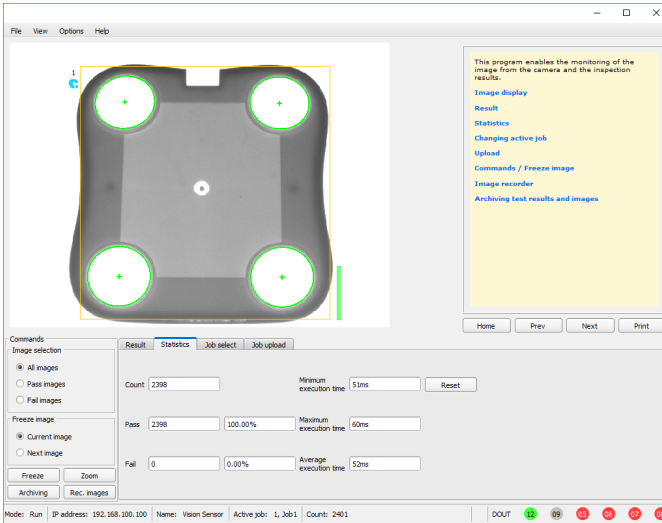 File View Options Help
1
This program enables the monitoring of the
image from the camera and the inspection
results.
Image display
Result
Statistics
Changing active job
Upload
Commands / Freeze image
Image recorder
Archiving test results and images
Home Prev Next Print
Commands
Image selection
All images
Pass images
Fail images
Freeze image
Current image
Next image
Freeze Zoom
Archiving Rec. images
Result Statistics Job select Job upload
Count 2398 Minimum
execution time 51ms Reset
Pass 2398 100.00% Maximum
execution time 60ms
Fail 0 0.00% Average
execution time 52ms
Mode: Run IP address: 192.168.100.100 Name: Vision Sensor Active job: 1, Job1 Count: 2401 DOUT 12 09 05 06 07